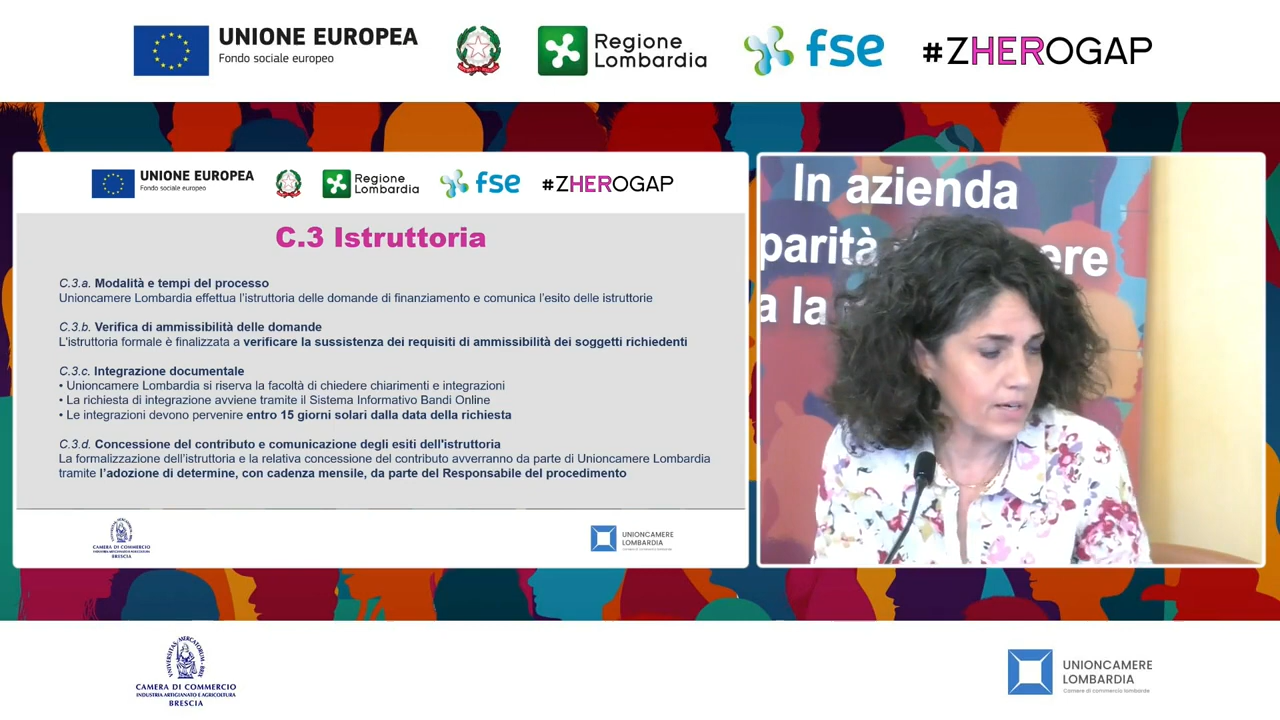 UNIONE EUROPEA
Fondo sociale europeo
Regione
Lombardia
fse
#ZHEROGAP
UNIONE EUROPEA
Fondo sociale europeo
Regione
Lombardia
fse
#ZHEROGAP
C.3 Istruttoria
C.3.a. Modalità e tempi del processo
Unioncamere Lombardia effettua l'istruttoria delle domande di finanziamento e comunica l'esito delle istruttorie
C.3.b. Verifica di ammissibilità delle domande
L'istruttoria formale è finalizzata a verificare la sussistenza dei requisiti di ammissibilità dei soggetti richiedenti
C.3.c. Integrazione documentale
• Unioncamere Lombardia si riserva la facoltà di chiedere chiarimenti e integrazioni
• La richiesta di integrazione avviene tramite il Sistema Informativo Bandi Online
• Le integrazioni devono pervenire entro 15 giorni solari dalla data della richiesta
C.3.d. Concessione del contributo e comunicazione degli esiti dell'istruttoria
La formalizzazione dell'istruttoria e la relativa concessione del contributo avverranno da parte di Unioncamere Lombardia
tramite l'adozione di determine, con cadenza mensile, da parte del Responsabile del procedimento
CAMERA DI COMMERCIO
INDUSTRIA ARTIGIANATO E AGRICOLTURA
BRESCIA
UNIONCAMERE
LOMBARDIA
In azienda
parità ere
a la
CAMERA DI COMMERCIO
INDUSTRIA ARTIGIANATO E AGRICOLTURA
BRESCIA
UNIONCAMERE
LOMBARDIA
Camere di commercio lombarde